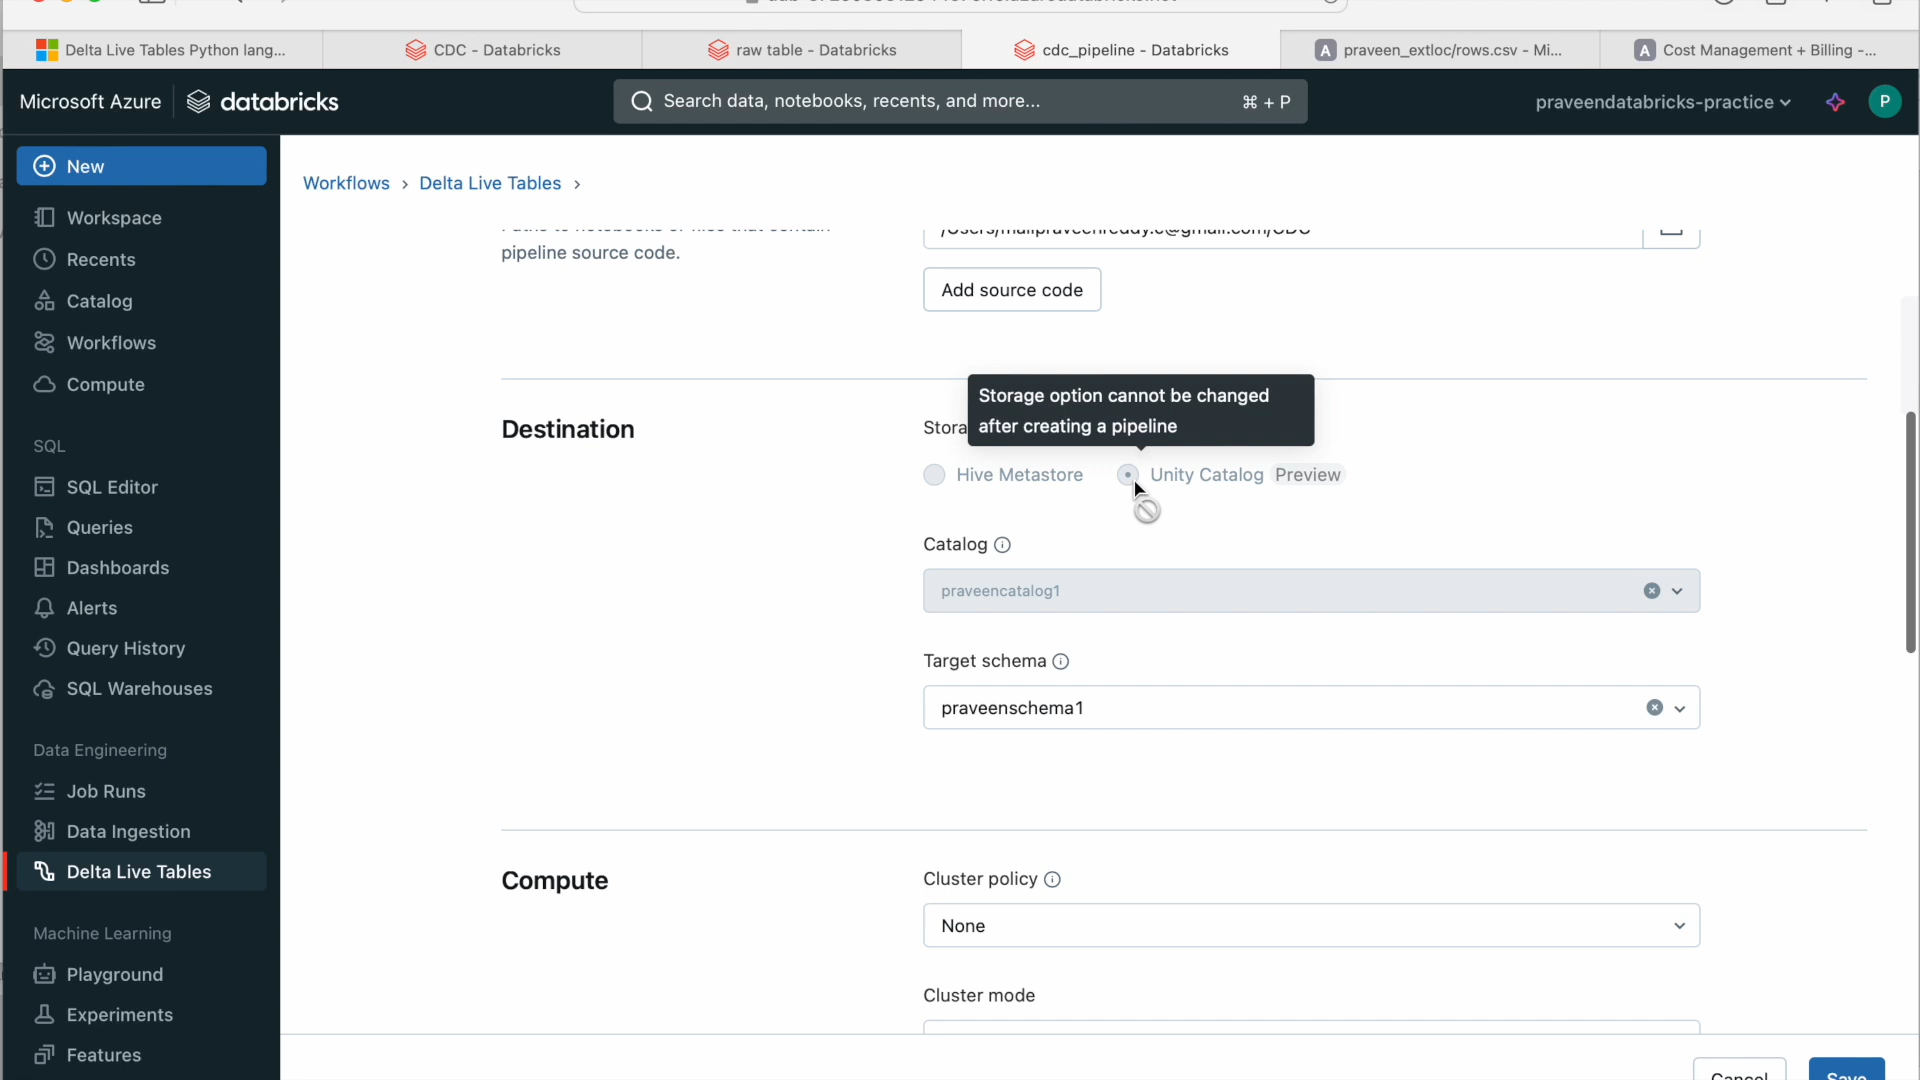 Delta Live Tables Python lang...
CDC - Databricks
raw table - Databricks
cdc_pipeline - Databricks
praveen_extloc/rows.csv - Mi...
Cost Management + Billing -...
Microsoft Azure
databricks
Search data, notebooks, recents, and more...
⌘ + P
praveendatabricks-practice
P
New
Workspace
Recents
Catalog
Workflows
Compute
SQL
SQL Editor
Queries
Dashboards
Alerts
Query History
SQL Warehouses
Data Engineering
Job Runs
Data Ingestion
Delta Live Tables
Machine Learning
Playground
Experiments
Features
Workflows › Delta Live Tables ›
pipeline source code.
Add source code
Destination
Stora
Storage option cannot be changed
after creating a pipeline
Hive Metastore
Unity Catalog Preview
Catalog
praveencatalog1
Target schema
praveenschema1
Compute
Cluster policy
None
Cluster mode
Cancel
Save